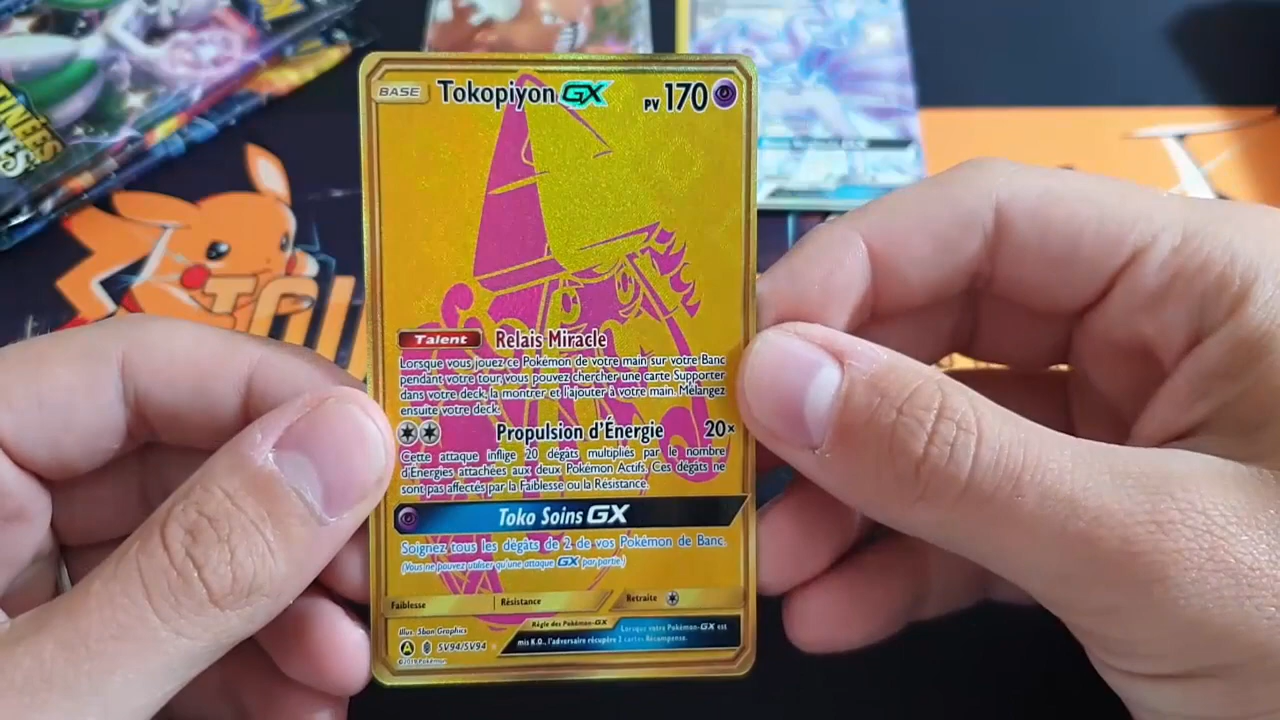 BASE Tokopiyon GX PV 170
Talent Relais Miracle
Lorsque vous jouez ce Pokémon de votre main sur votre Banc
pendant votre tour, vous pouvez chercher une carte Supporter
dans votre deck, la montrer et l'ajouter à votre main. Mélangez
ensuite votre deck.
Propulsion d'Énergie 20×
Cette attaque inflige 20 dégâts multipliés par le nombre
d'Énergies attachées aux deux Pokémon Actifs. Ces dégâts ne
sont pas affectés par la Faiblesse ou la Résistance.
Toko Soins GX
Soignez tous les dégâts de 2 de vos Pokémon de Banc.
(Vous ne pouvez utiliser qu'une attaque GX par partie.)
Faiblesse Résistance Retraite
Illus. 5ban Graphics
Règle des Pokémon-GX Lorsque votre Pokémon-GX est
mis K.O., l'adversaire récupère 2 cartes Récompense.
A SV94/SV94
©2019 Pokémon